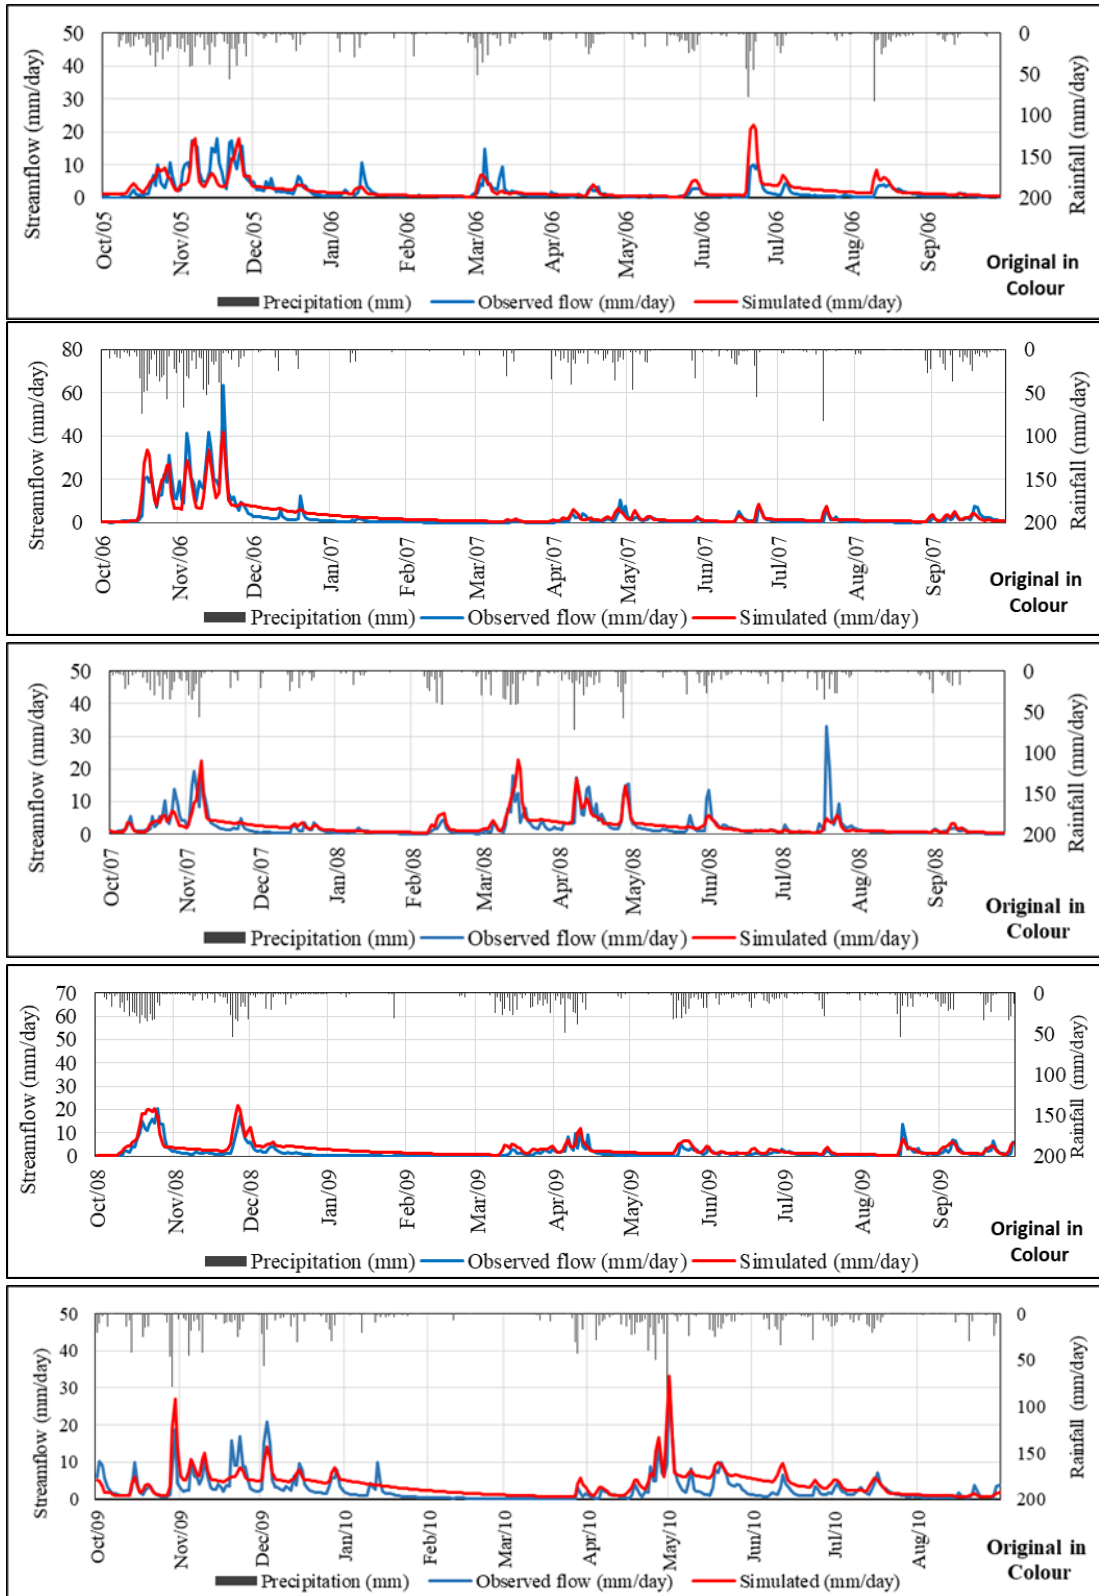 50 40 30 20 10 0
Streamflow (mm/day)
0 50 100 150 200
Rainfall (mm/day)
Oct/05 Nov/05 Dec/05 Jan/06 Feb/06 Mar/06 Apr/06 May/06 Jun/06 Jul/06 Aug/06 Sep/06
Original in
Colour
Precipitation (mm) Observed flow (mm/day) Simulated (mm/day)
80 60 40 20 0
Streamflow (mm/day)
0 50 100 150 200
Rainfall (mm/day)
Oct/06 Nov/06 Dec/06 Jan/07 Feb/07 Mar/07 Apr/07 May/07 Jun/07 Jul/07 Aug/07 Sep/07
Original in
Colour
Precipitation (mm) Observed flow (mm/day) Simulated (mm/day)
50 40 30 20 10 0
Streamflow (mm/day)
0 50 100 150 200
Rainfall (mm/day)
Oct/07 Nov/07 Dec/07 Jan/08 Feb/08 Mar/08 Apr/08 May/08 Jun/08 Jul/08 Aug/08 Sep/08
Original in
Colour
Precipitation (mm) Observed flow (mm/day) Simulated (mm/day)
70 60 50 40 30 20 10 0
Streamflow (mm/day)
0 50 100 150 200
Rainfall (mm/day)
Oct/08 Nov/08 Dec/08 Jan/09 Feb/09 Mar/09 Apr/09 May/09 Jun/09 Jul/09 Aug/09 Sep/09
Original in
Colour
Precipitation (mm) Observed flow (mm/day) Simulated (mm/day)
50 40 30 20 10 0
Streamflow (mm/day)
0 50 100 150 200
Rainfall (mm/day)
Oct/09 Nov/09 Dec/09 Jan/10 Feb/10 Mar/10 Apr/10 May/10 Jun/10 Jul/10 Aug/10
Original in
Colour
Precipitation (mm) Observed flow (mm/day) Simulated (mm/day)